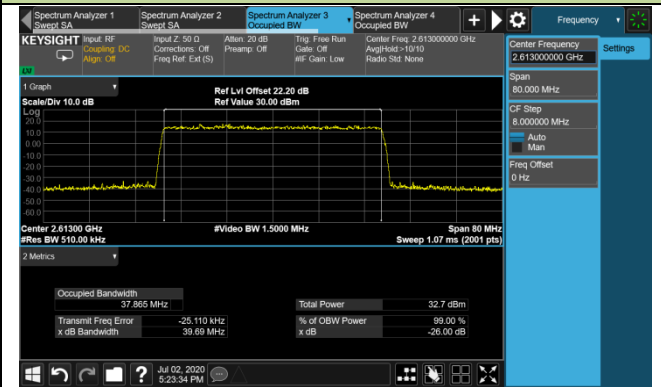 Spectrum Analyzer 1 Spectrum Analyzer 2 Spectrum Analyzer 3 Spectrum Analyzer 4 Frequency
Swept SA Swept SA Occupied BW Occupied BW
KEYSIGHT Input: RF Input Z: 50 Ω Atten: 20 dB Trig: Free Run Center Freq: 2.613000000 GHz
Coupling: DC Corrections: Off Preamp: Off Gate: Off Avg|Hold:>10/10
Align: Off Freq Ref: Ext (S) #IF Gain: Low Radio Std: None
Center Frequency Settings
2.613000000 GHz
Span
80.000 MHz
CF Step
8.000000 MHz
Auto
Man
Freq Offset
0 Hz
1 Graph
Ref Lvl Offset 22.20 dB
Scale/Div 10.0 dB Ref Value 30.00 dBm
Log
20.0
10.0
0.00
-10.0
-20.0
-30.0
-40.0
-50.0
-60.0
Center 2.61300 GHz #Video BW 1.5000 MHz Span 80 MHz
#Res BW 510.00 kHz Sweep 1.07 ms (2001 pts)
2 Metrics
Occupied Bandwidth
37.865 MHz Total Power 32.7 dBm
Transmit Freq Error -25.110 kHz % of OBW Power 99.00 %
x dB Bandwidth 39.69 MHz x dB -26.00 dB
Jul 02, 2020
5:23:34 PM